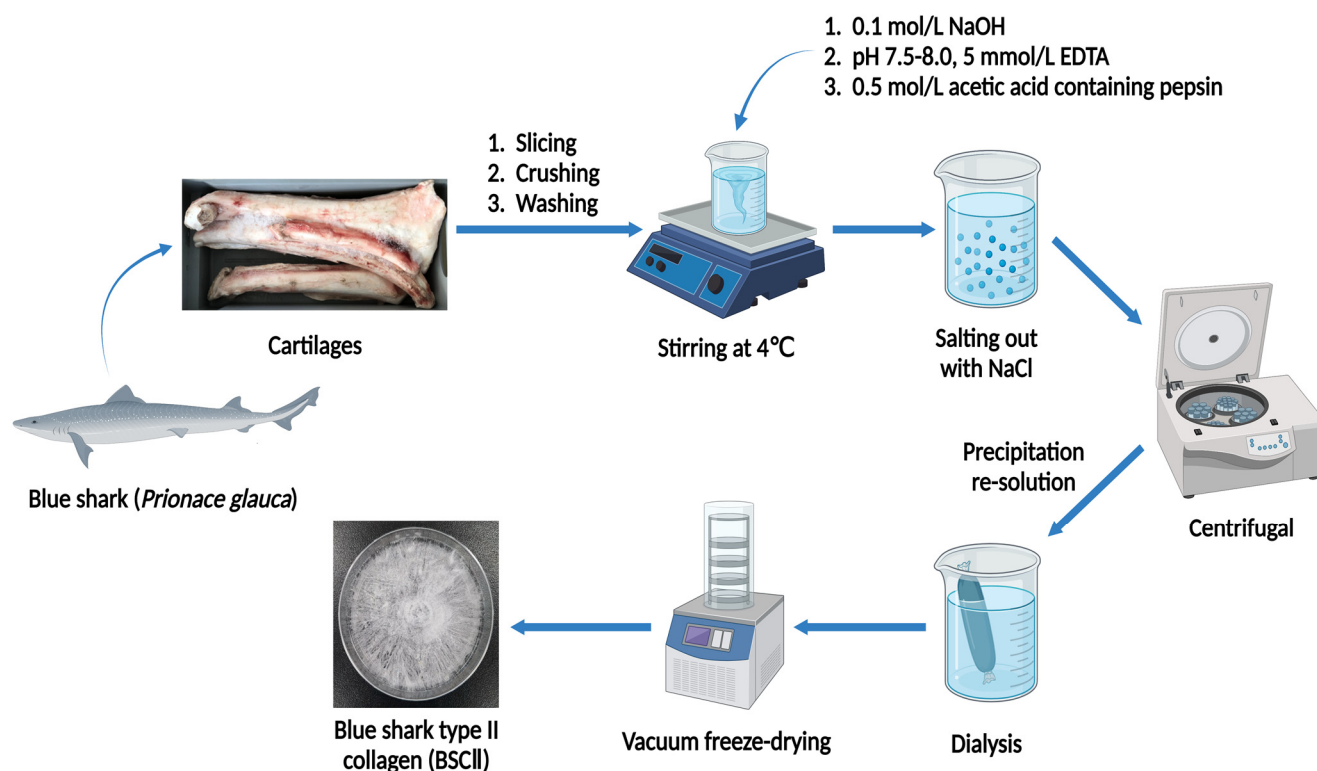 1. 0.1 mol/L NaOH
2. pH 7.5-8.0, 5 mmol/L EDTA
3. 0.5 mol/L acetic acid containing pepsin
1. Slicing
2. Crushing
3. Washing
Cartilages
Stirring at 4℃
Salting out
with NaCl
Blue shark (Prionace glauca)
Precipitation
re-solution
Centrifugal
Blue shark type II
collagen (BSCⅡ)
Vacuum freeze-drying
Dialysis